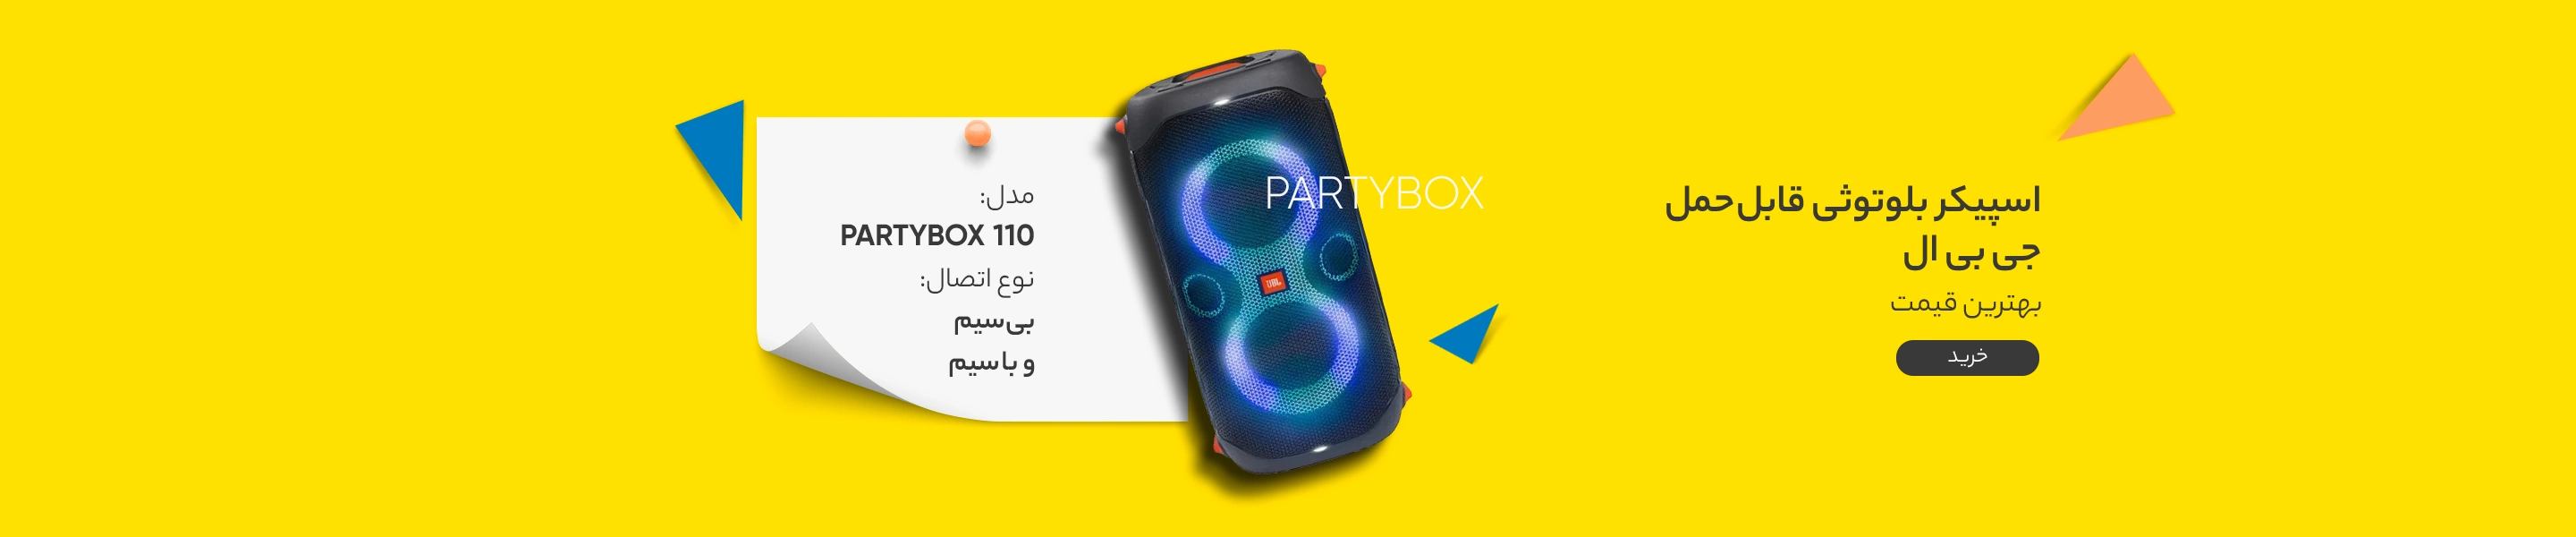 اسپیکر بلوتوثی قابل‌حمل
جی بی ال
بهترین قیمت
خرید
PARTYBOX
JBL
مدل:
PARTYBOX 110
نوع اتصال:
بی‌سیم
و باسیم